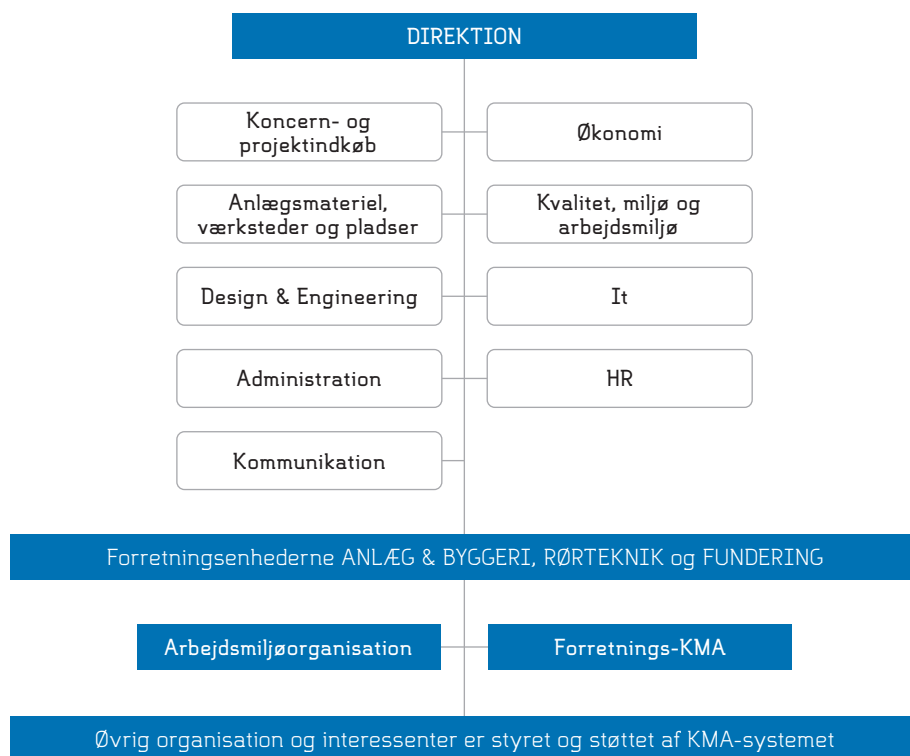 DIREKTION
Koncern- og
projektindkøb
Økonomi
Anlægsmateriel,
værksteder og pladser
Kvalitet, miljø og
arbejdsmiljø
Design & Engineering
It
Administration
HR
Kommunikation
Forretningsenhederne ANLÆG & BYGGERI, RØRTEKNIK og FUNDERING
Arbejdsmiljøorganisation
Forretnings-KMA
Øvrig organisation og interessenter er styret og støttet af KMA-systemet